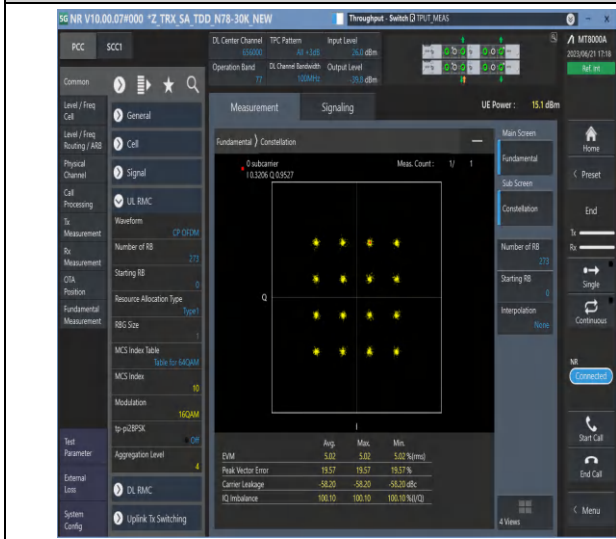 5G NR V10.00.07#000 *Z_TRX_SA_TDD_N78-30K_NEW
Throughput - Switch TPUT_MEAS
PCC
SCC1
DL Center Channel TPC Pattern Input Level
656000 All +3dB 26.0 dBm
Operation Band DL Channel Bandwidth Output Level
77 100MHz -39.8 dBm
MT8000A
2023/06/21 17:18
Ref. Int
Common
Level / Freq
Cell
Level / Freq
Routing / ARB
Physical
Channel
Call
Processing
Tx
Measurement
Rx
Measurement
OTA
Position
Fundamental
Measurement
Test
Parameter
External
Loss
System
Config
General
Cell
Signal
UL RMC
Waveform
CP OFDM
Number of RB
273
Starting RB
0
Resource Allocation Type
Type1
RBG Size
1
MCS Index Table
Table for 64QAM
MCS Index
10
Modulation
16QAM
tp-pi2BPSK
Off
Aggregation Level
4
DL RMC
Uplink Tx Switching
Measurement
Signaling
UE Power : 15.1 dBm
Fundamental Constellation
0 subcarrier Meas. Count : 1/ 1
I 0.3206 Q 0.9527
Q
I
Avg. Max. Min.
EVM 5.02 5.02 5.02 %(rms)
Peak Vector Error 19.57 19.57 19.57 %
Carrier Leakage -58.20 -58.20 -58.20 dBc
IQ Imbalance 100.10 100.10 100.10 %(I/Q)
Main Screen
Fundamental
Sub Screen
Constellation
Number of RB
273
Starting RB
0
Interpolation
None
4 Views
Home
Preset
End
Tx
Rx
Single
Continuous
NR
Connected
Start Call
End Call
Menu